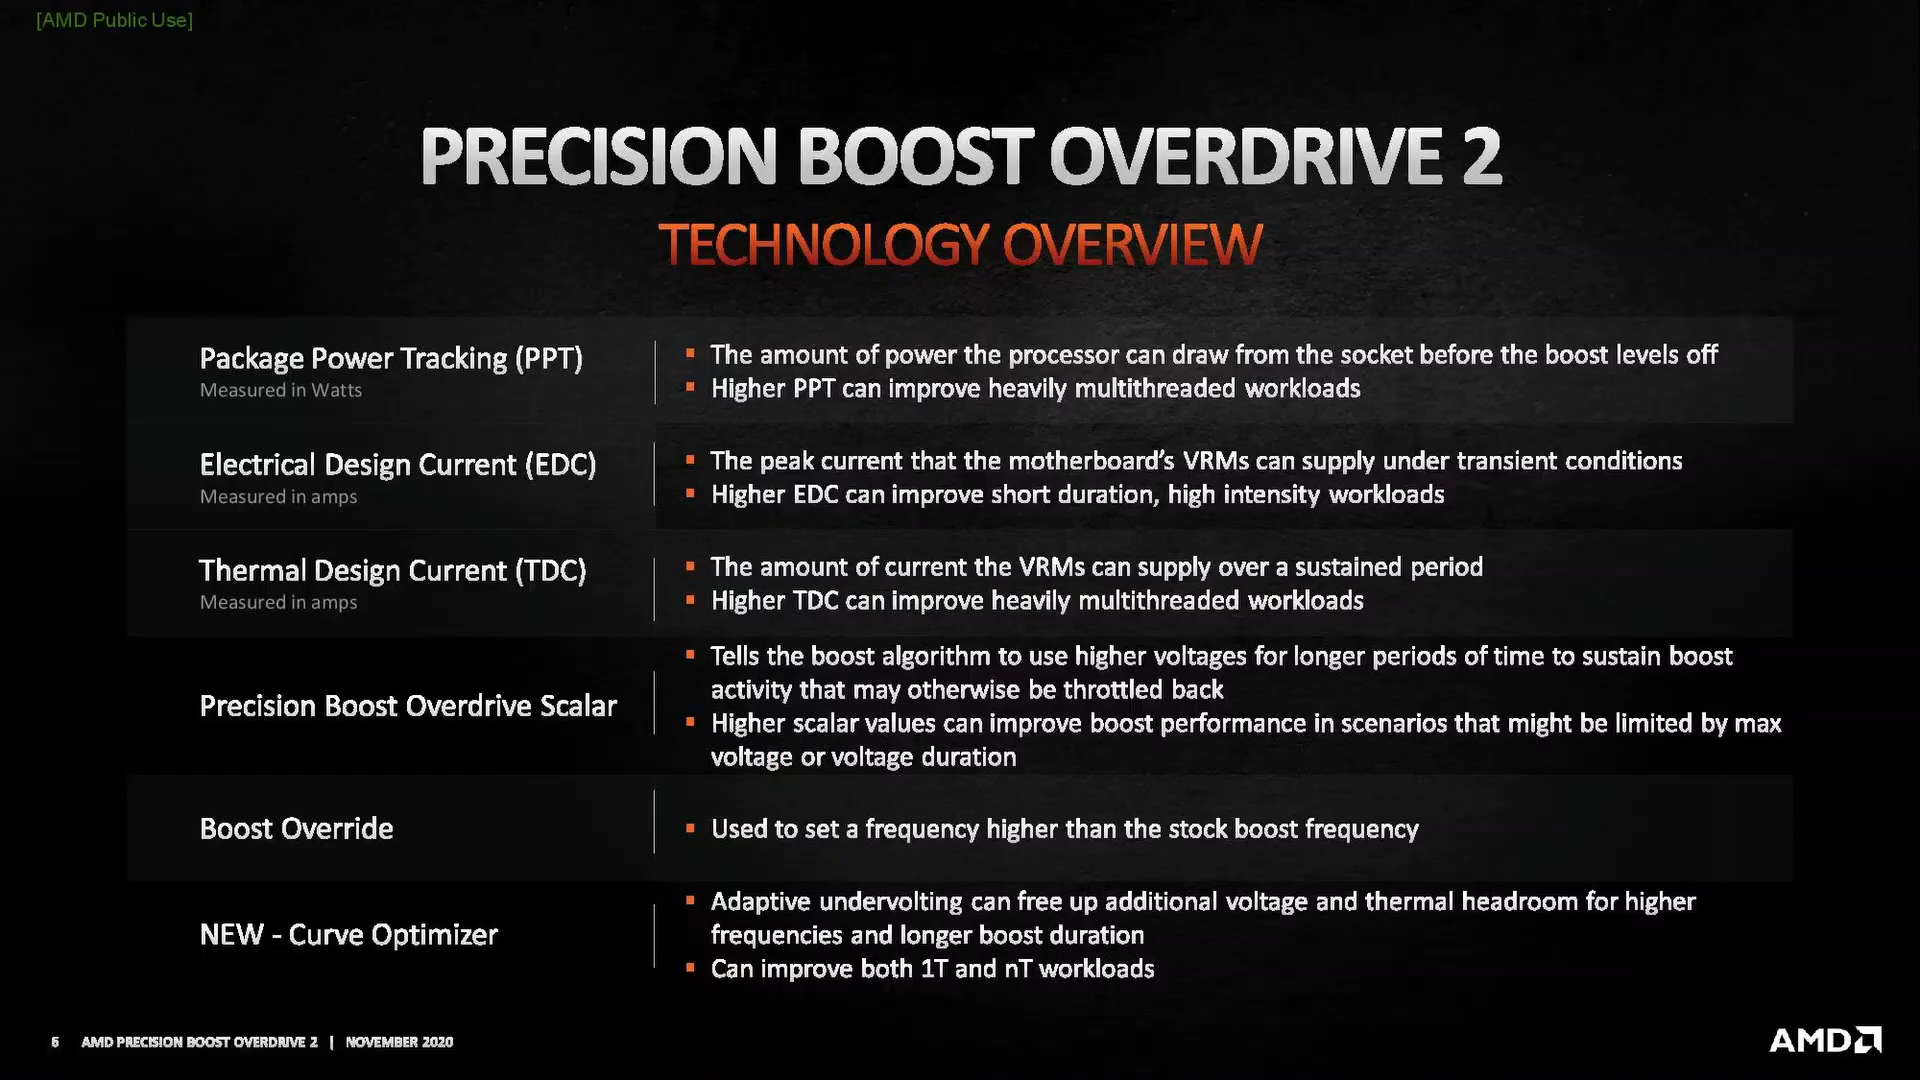 [AMD Public Use]
PRECISION BOOST OVERDRIVE 2
TECHNOLOGY OVERVIEW
Package Power Tracking (PPT)
Measured in Watts
▪ The amount of power the processor can draw from the socket before the boost levels off
▪ Higher PPT can improve heavily multithreaded workloads
Electrical Design Current (EDC)
Measured in amps
▪ The peak current that the motherboard's VRMs can supply under transient conditions
▪ Higher EDC can improve short duration, high intensity workloads
Thermal Design Current (TDC)
Measured in amps
▪ The amount of current the VRMs can supply over a sustained period
▪ Higher TDC can improve heavily multithreaded workloads
Precision Boost Overdrive Scalar
▪ Tells the boost algorithm to use higher voltages for longer periods of time to sustain boost
activity that may otherwise be throttled back
▪ Higher scalar values can improve boost performance in scenarios that might be limited by max
voltage or voltage duration
Boost Override
▪ Used to set a frequency higher than the stock boost frequency
NEW - Curve Optimizer
▪ Adaptive undervolting can free up additional voltage and thermal headroom for higher
frequencies and longer boost duration
▪ Can improve both 1T and nT workloads
6 AMD PRECISION BOOST OVERDRIVE 2 | NOVEMBER 2020
AMD